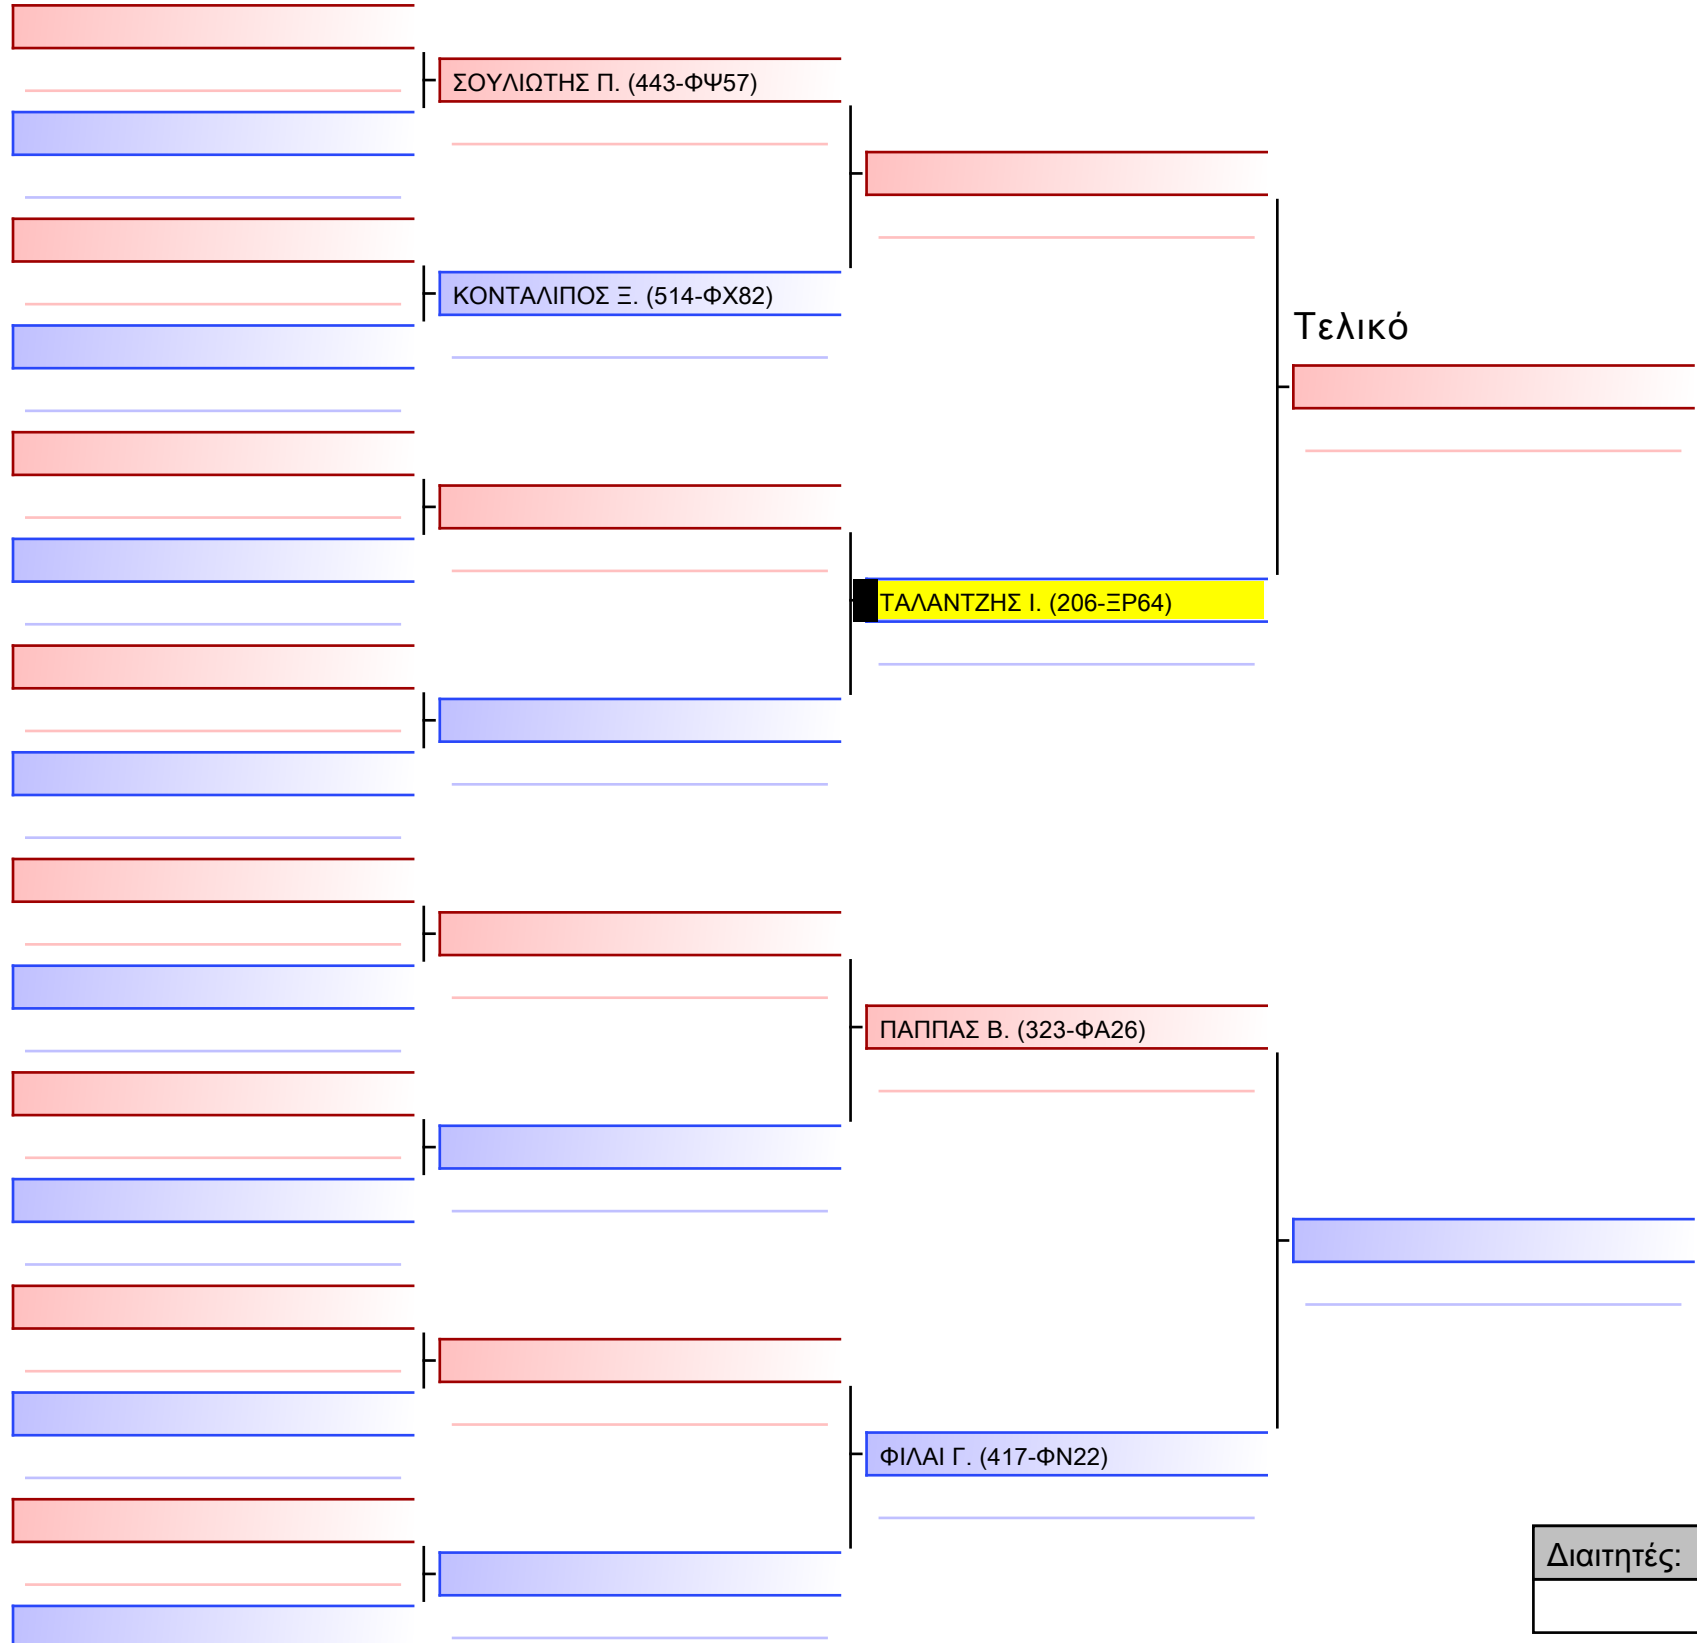 ΣΟΥΛΙΩΤΗΣ Π. (443-ΦΨ57)
ΚΟΝΤΑΛΙΠΟΣ Ξ. (514-ΦΧ82)
Τελικό
ΤΑΛΑΝΤΖΗΣ Ι. (206-ΞΡ64)
ΠΑΠΠΑΣ Β. (323-ΦΑ26)
ΦΙΛΑΙ Γ. (417-ΦΝ22)
Διαιτητές: